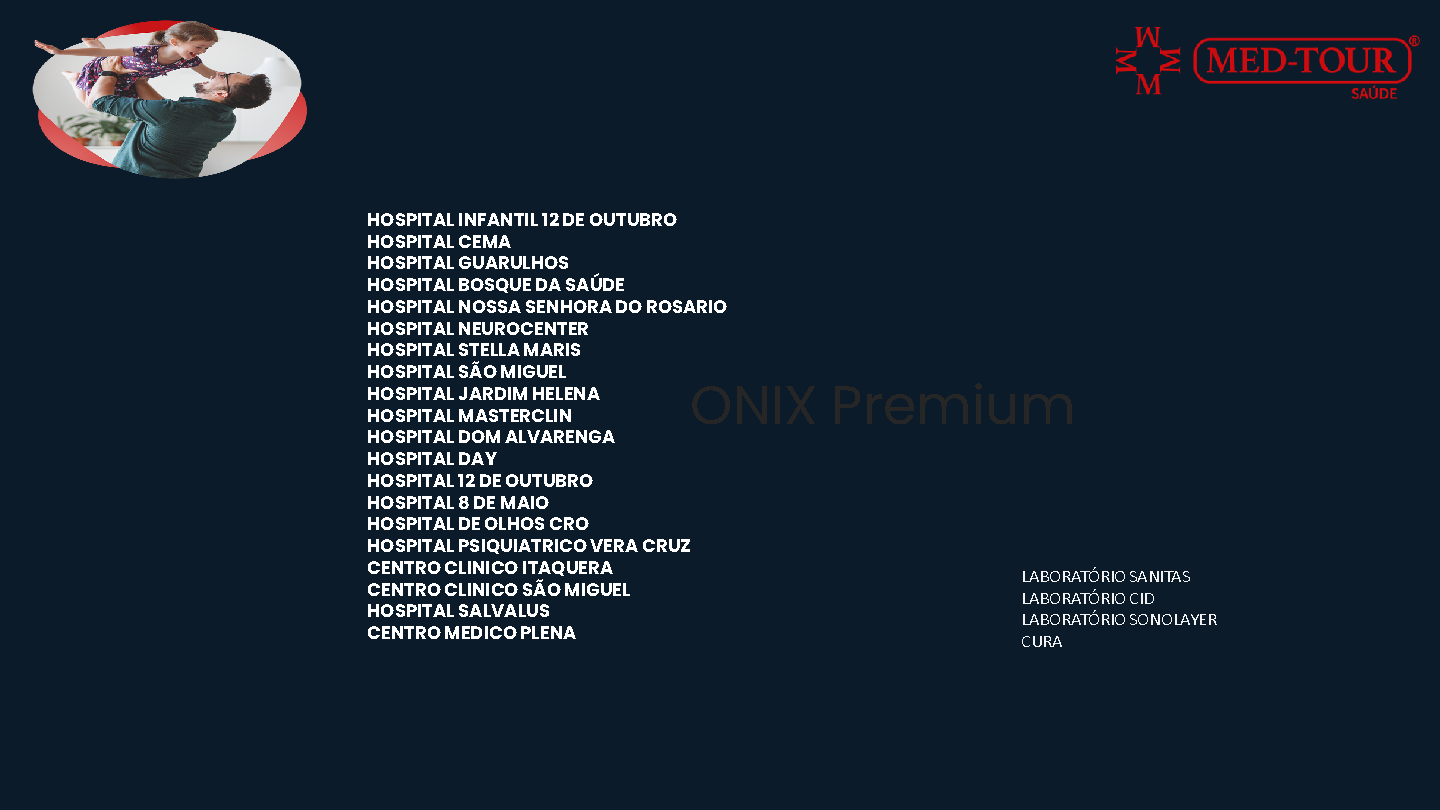 MED-TOUR®
SAÚDE
HOSPITAL INFANTIL 12 DE OUTUBRO
HOSPITAL CEMA
HOSPITAL GUARULHOS
HOSPITAL BOSQUE DA SAÚDE
HOSPITAL NOSSA SENHORA DO ROSARIO
HOSPITAL NEUROCENTER
HOSPITAL STELLA MARIS
HOSPITAL SÃO MIGUEL
HOSPITAL JARDIM HELENA
HOSPITAL MASTERCLIN
HOSPITAL DOM ALVARENGA
HOSPITAL DAY
HOSPITAL 12 DE OUTUBRO
HOSPITAL 8 DE MAIO
HOSPITAL DE OLHOS CRO
HOSPITAL PSIQUIATRICO VERA CRUZ
CENTRO CLINICO ITAQUERA
CENTRO CLINICO SÃO MIGUEL
HOSPITAL SALVALUS
CENTRO MEDICO PLENA
ONIX Premium
LABORATÓRIO SANITAS
LABORATÓRIO CID
LABORATÓRIO SONOLAYER
CURA